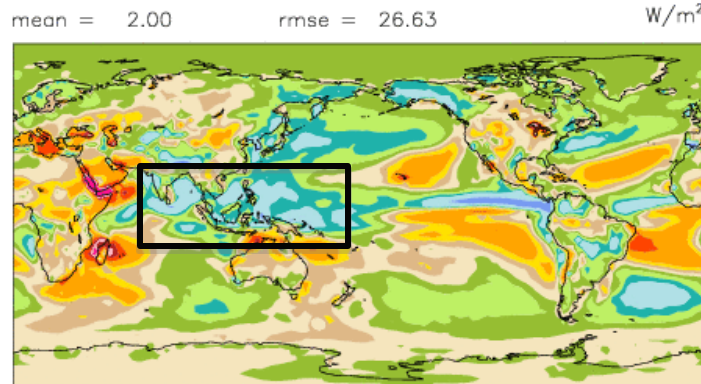 mean = 2.00 rmse = 26.63 W/m²